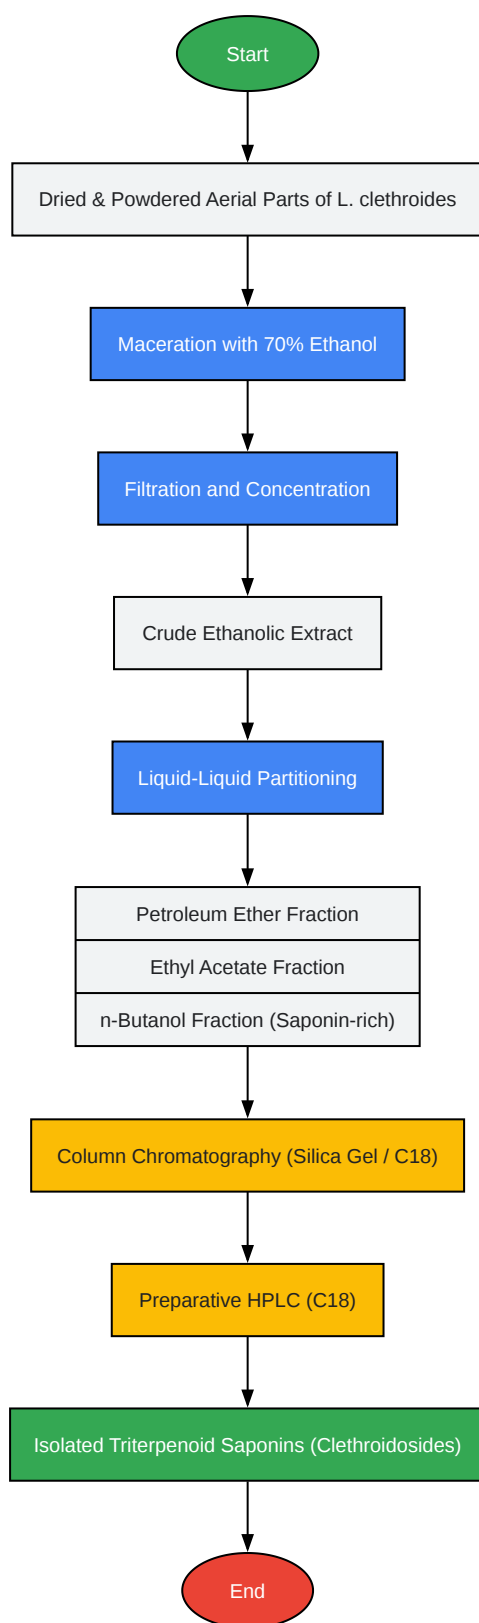 Start
Dried & Powdered Aerial Parts of L. clethroides
Maceration with 70% Ethanol
Filtration and Concentration
Crude Ethanolic Extract
Liquid-Liquid Partitioning
Petroleum Ether Fraction
Ethyl Acetate Fraction
n-Butanol Fraction (Saponin-rich)
Column Chromatography (Silica Gel / C18)
Preparative HPLC (C18)
Isolated Triterpenoid Saponins (Clethroidosides)
End